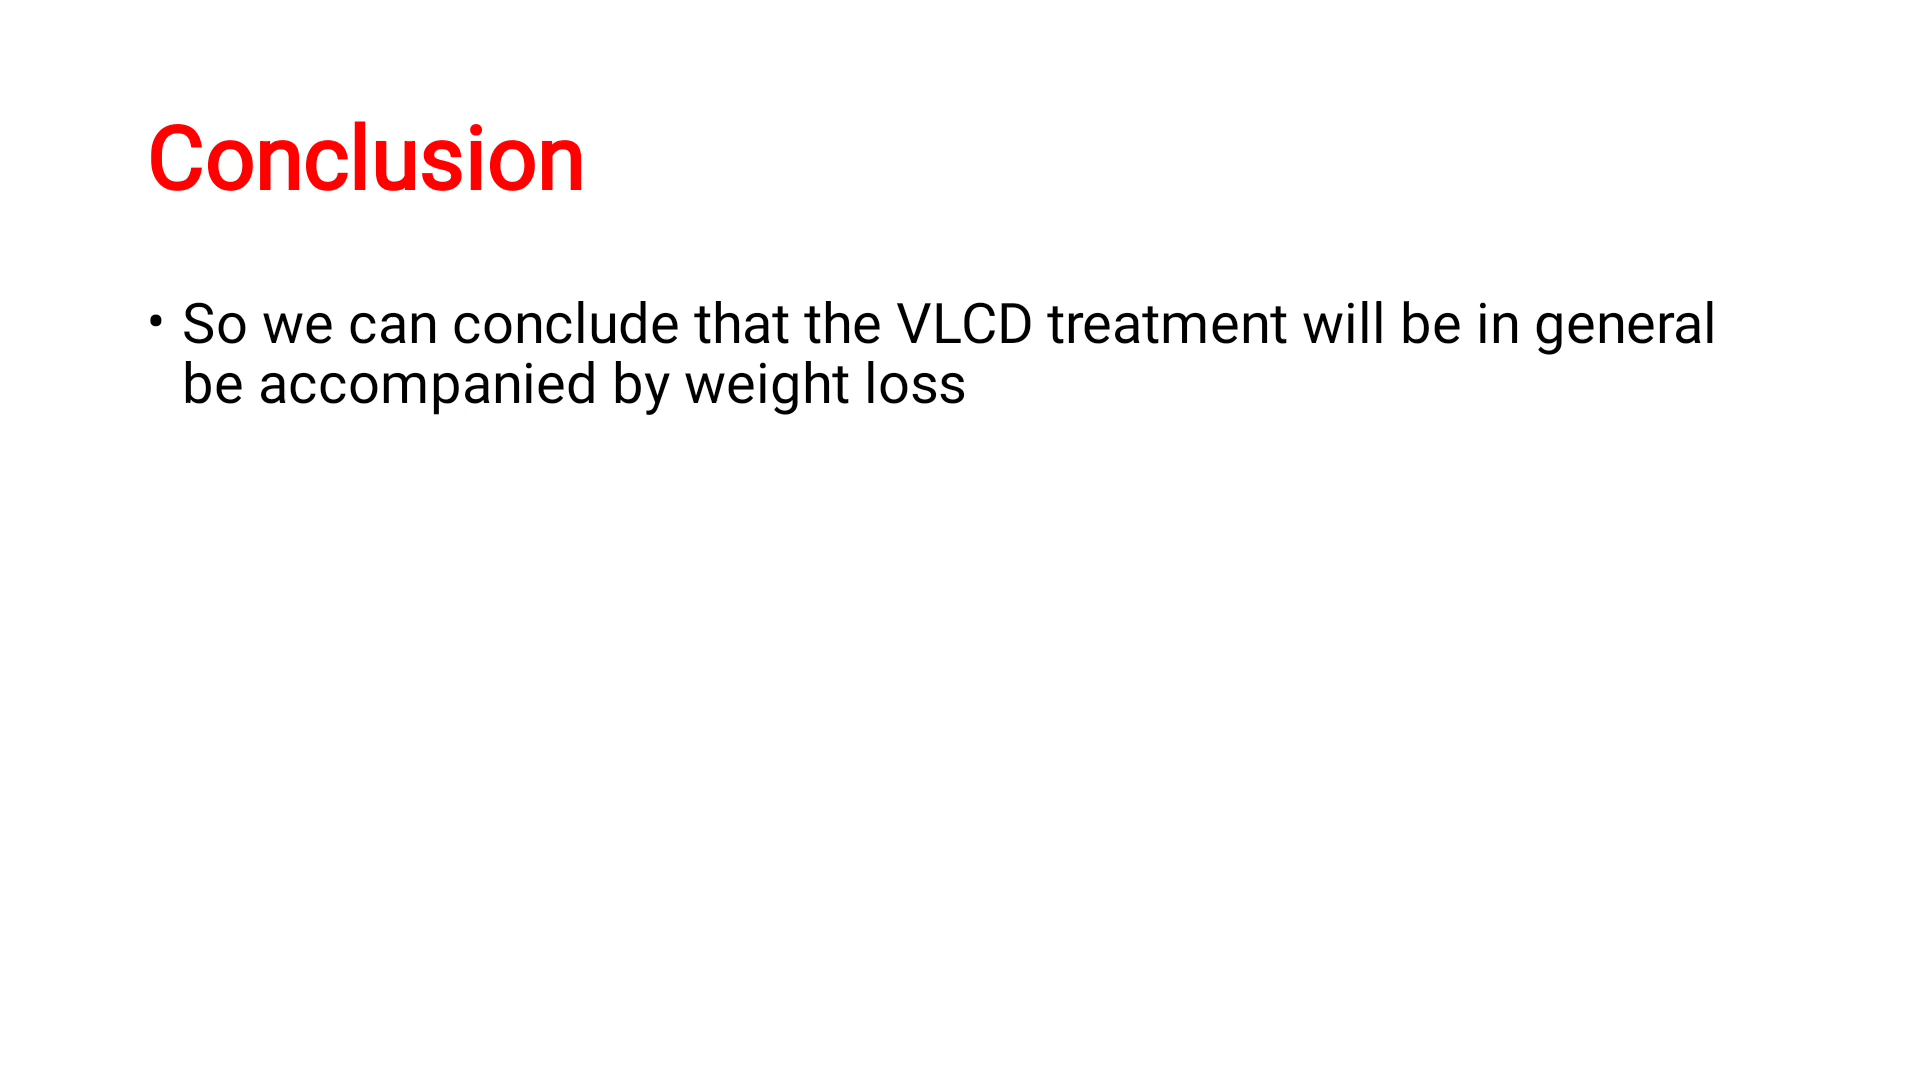 Conclusion
• So we can conclude that the VLCD treatment will be in general
be accompanied by weight loss